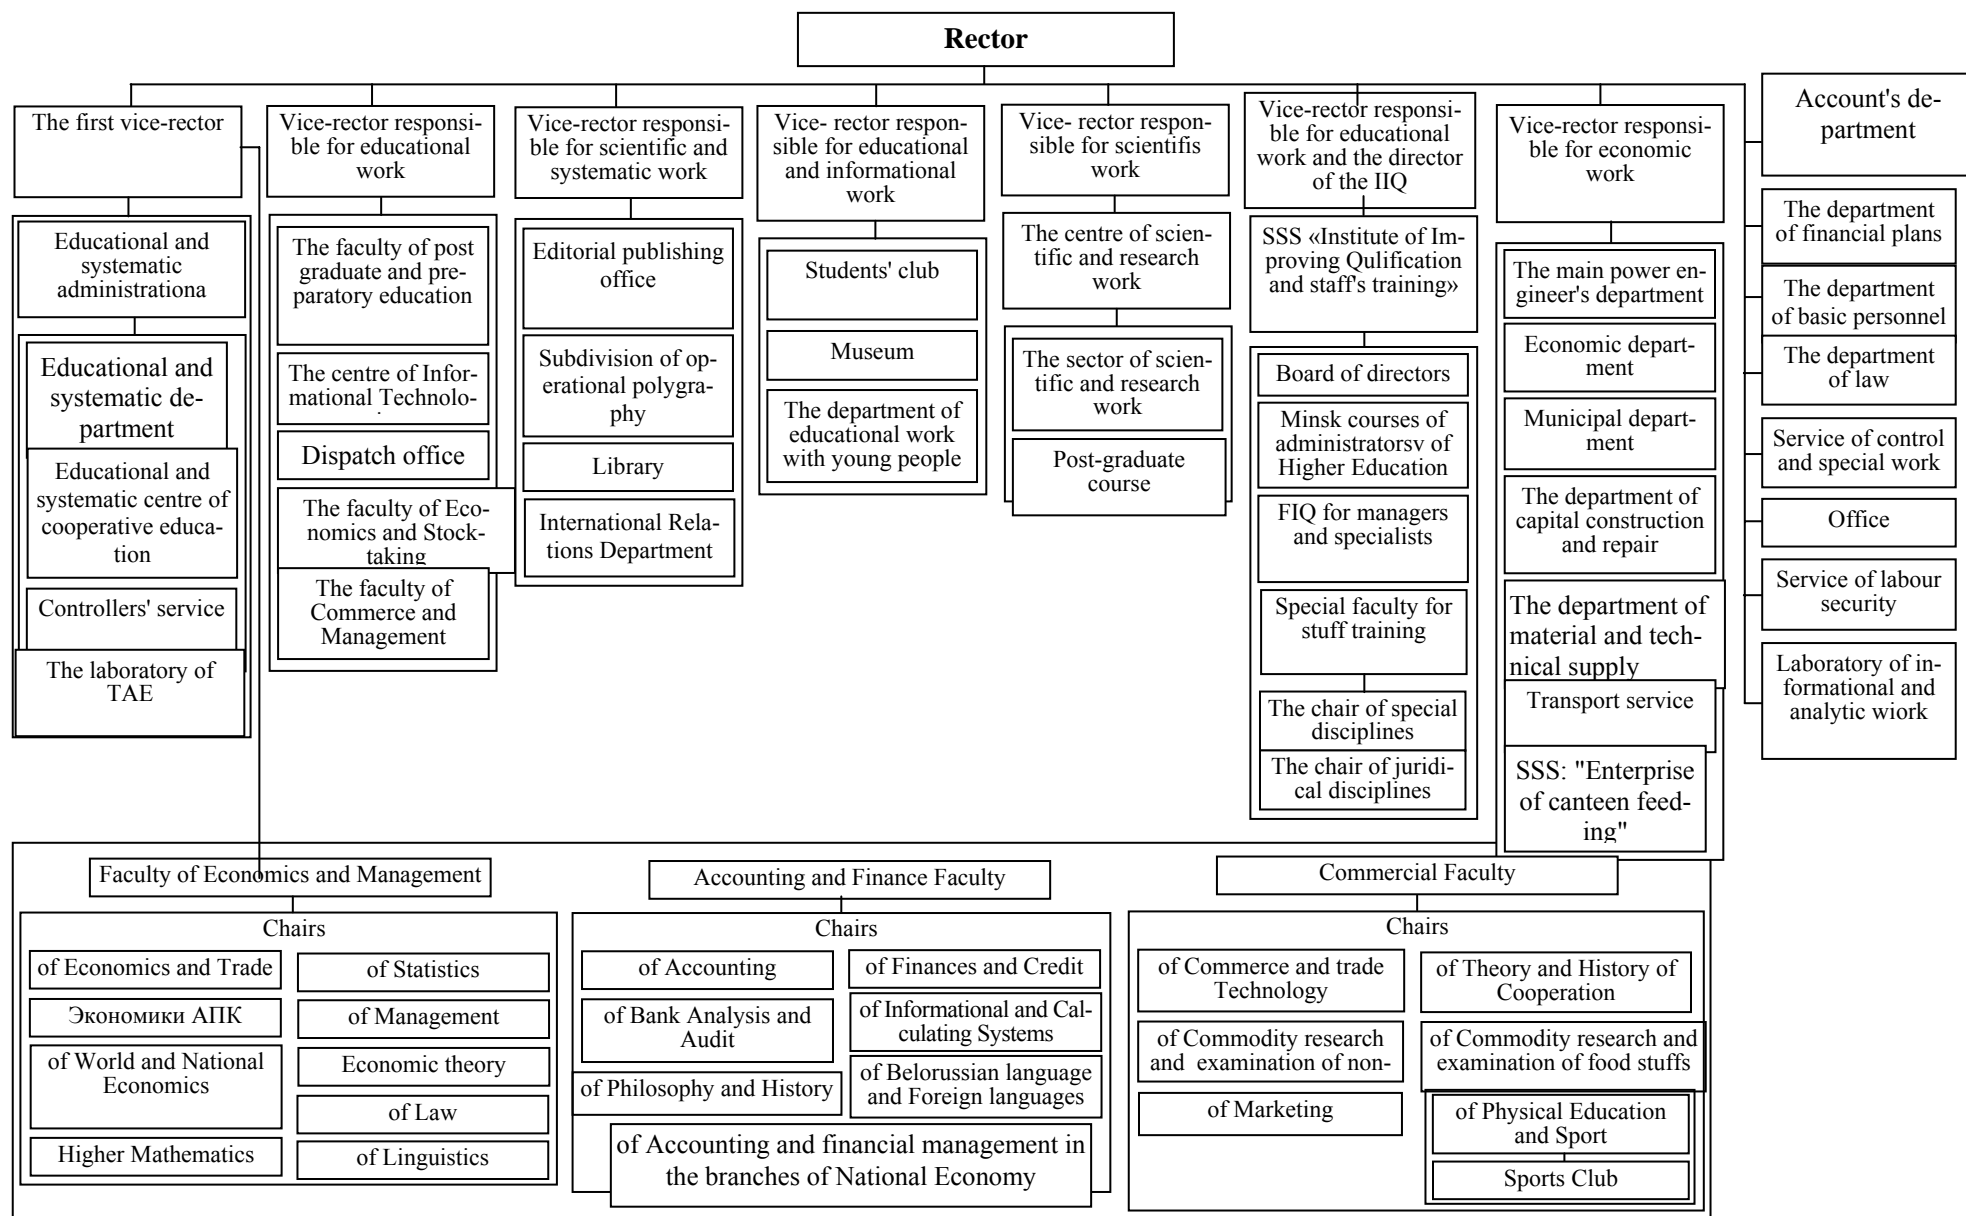 Rector
The first vice-rector
Vice-rector responsi-
ble for educational
work
Vice-rector responsi-
ble for scientific and
systematic work
Vice- rector respon-
sible for educational
and informational
work
Vice- rector respon-
sible for scientifis
work
Vice-rector responsi-
ble for educational
work and the director
of the IIQ
Vice-rector responsi-
ble for economic
work
Account's de-
partment
Educational and
systematic
administrationa
Educational and
systematic de-
partment
Educational and
systematic centre of
cooperative educa-
tion
Controllers' service
The laboratory of
TAE
The faculty of post
graduate and pre-
paratory education
The centre of Infor-
mational Technolo-
Dispatch office
The faculty of Eco-
nomics and Stock-
taking
The faculty of
Commerce and
Management
Editorial publishing
office
Subdivision of op-
erational polygra-
phy
Library
International Rela-
tions Department
Students' club
Museum
The department of
educational work
with young people
The centre of scien-
tific and research
work
The sector of scien-
tific and research
work
Post-graduate
course
SSS «Institute of Im-
proving Qulification
and staff's training»
Board of directors
Minsk courses of
administratorsv of
Higher Education
FIQ for managers
and specialists
Special faculty for
stuff training
The chair of special
disciplines
The chair of juridi-
cal disciplines
The main power en-
gineer's department
Economic depart-
ment
Municipal depart-
ment
The department of
capital construction
and repair
The department of
material and tech-
nical supply
Transport service
SSS: "Enterprise
of canteen feed-
ing"
The department
of financial plans
The department
of basic personnel
The department
of law
Service of control
and special work
Office
Service of labour
security
Laboratory of in-
formational and
analytic wiork
Faculty of Economics and Management
Chairs
of Economics and Trade
Экономики АПК
of World and National
Economics
Higher Mathematics
of Statistics
of Management
Economic theory
of Law
of Linguistics
Accounting and Finance Faculty
Chairs
of Accounting
of Bank Analysis and
Audit
of Philosophy and History
of Finances and Credit
of Informational and Cal-
culating Systems
of Belorussian language
and Foreign languages
of Accounting and financial management in
the branches of National Economy
Commercial Faculty
Chairs
of Commerce and trade
Technology
of Commodity research
and examination of non-
of Marketing
of Theory and History of
Cooperation
of Commodity research and
examination of food stuffs
of Physical Education
and Sport
Sports Club